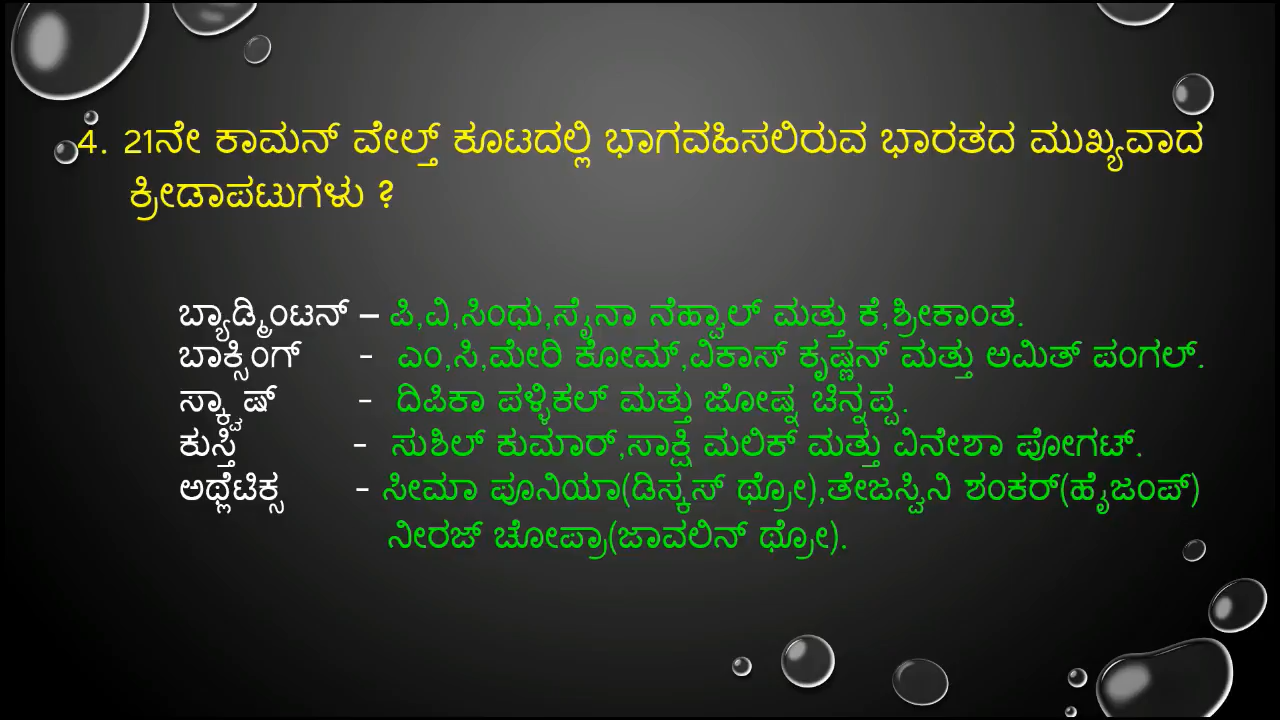 4. 21ನೇ ಕಾಮನ್ ವೇಲ್ತ್ ಕೂಟದಲ್ಲಿ ಭಾಗವಹಿಸಲಿರುವ ಭಾರತದ ಮುಖ್ಯವಾದ
ಕ್ರೀಡಾಪಟುಗಳು ?
ಬ್ಯಾಡ್ಮಿಂಟನ್ – ಪಿ,ವಿ,ಸಿಂಧು,ಸೈನಾ ನೆಹ್ವಾಲ್ ಮತ್ತು ಕೆ,ಶ್ರೀಕಾಂತ.
ಬಾಕ್ಸಿಂಗ್ - ಎಂ,ಸಿ,ಮೇರಿ ಕೋಮ್,ವಿಕಾಸ್ ಕೃಷ್ಣನ್ ಮತ್ತು ಅಮಿತ್ ಪಂಗಲ್.
ಸ್ಕ್ವಾಷ್ - ದಿಪಿಕಾ ಪಳ್ಳಿಕಲ್ ಮತ್ತು ಜೋಷ್ನ ಚಿನ್ನಪ್ಪ.
ಕುಸ್ತಿ - ಸುಶಿಲ್ ಕುಮಾರ್,ಸಾಕ್ಷಿ ಮಲಿಕ್ ಮತ್ತು ವಿನೇಶಾ ಪೋಗಟ್.
ಅಥ್ಲೆಟಿಕ್ಸ - ಸೀಮಾ ಪೂನಿಯಾ(ಡಿಸ್ಕಸ್ ಥ್ರೋ),ತೇಜಸ್ವಿನಿ ಶಂಕರ್(ಹೈಜಂಪ್)
ನೀರಜ್ ಚೋಪ್ರಾ(ಜಾವಲಿನ್ ಥ್ರೋ).